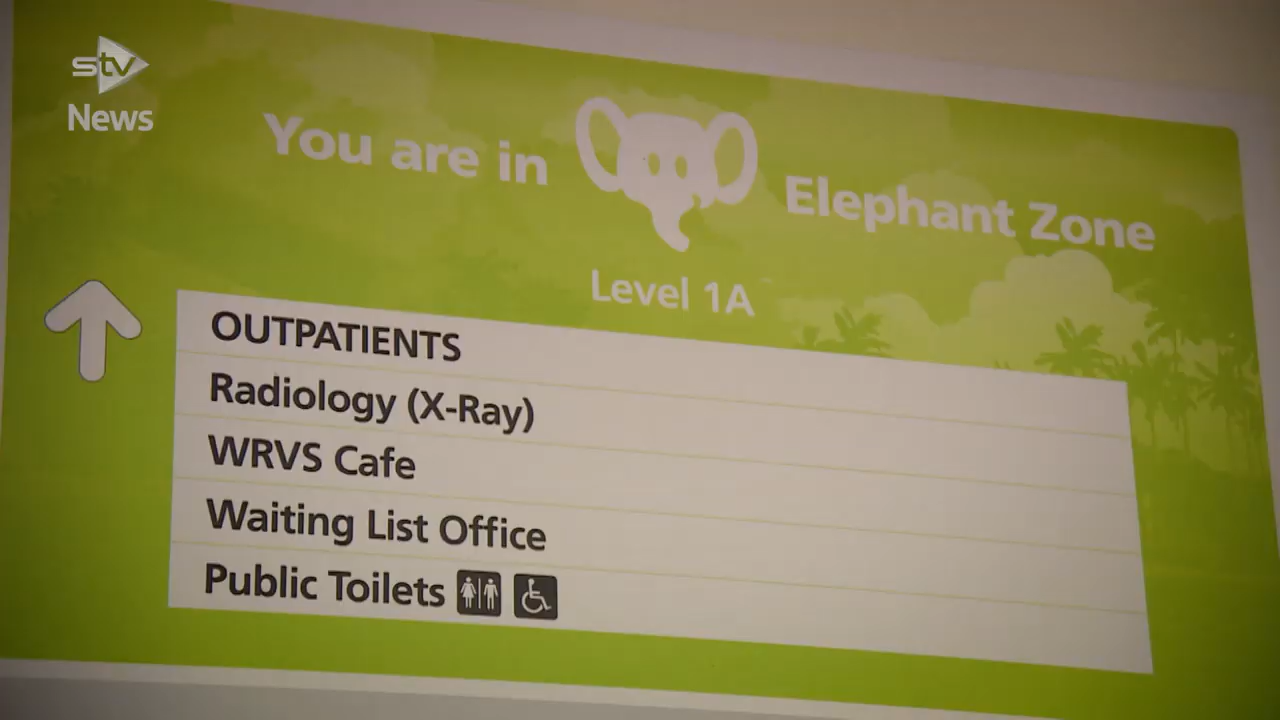 stv
News
You are in Elephant Zone
Level 1A
OUTPATIENTS
Radiology (X-Ray)
WRVS Cafe
Waiting List Office
Public Toilets